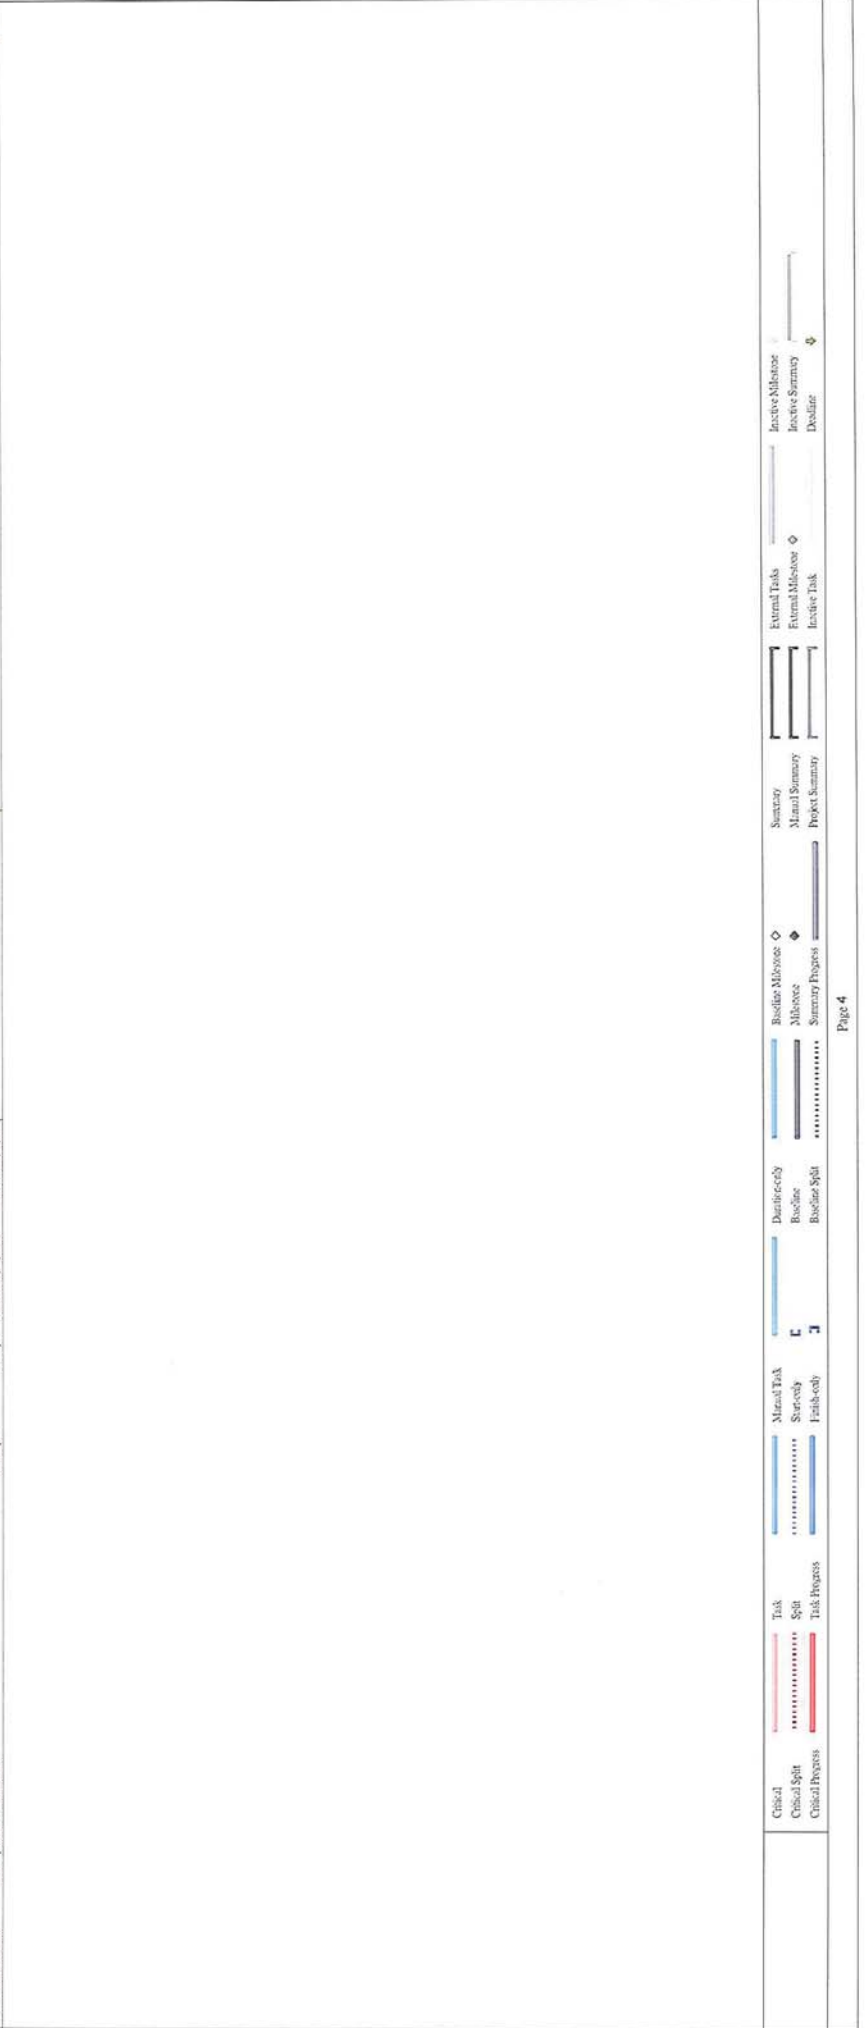 Critical Task Manual Task Duration-only Baseline Milestone Summary External Tasks Inactive Milestone
Critical Split Split Start-only Baseline Milestone Manual Summary External Milestone Inactive Summary
Critical Progress Task Progress Finish-only Baseline Split Summary Progress Project Summary Inactive Task Deadline
Page 4